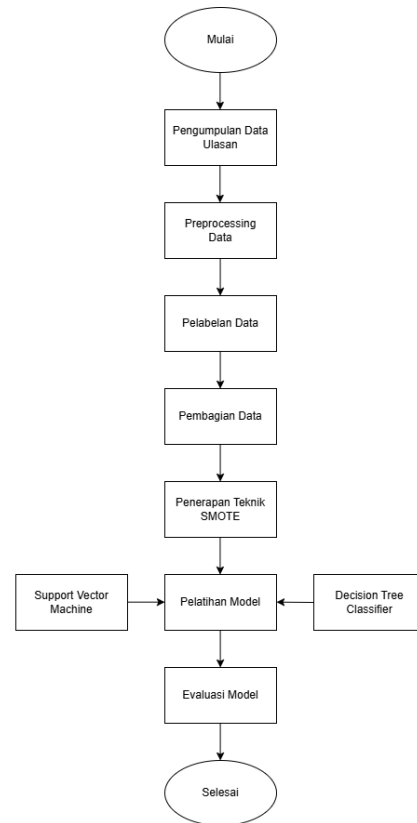 Mulai
Pengumpulan Data
Ulasan
Preprocessing
Data
Pelabelan Data
Pembagian Data
Penerapan Teknik
SMOTE
Support Vector
Machine
Pelatihan Model
Decision Tree
Classifier
Evaluasi Model
Selesai